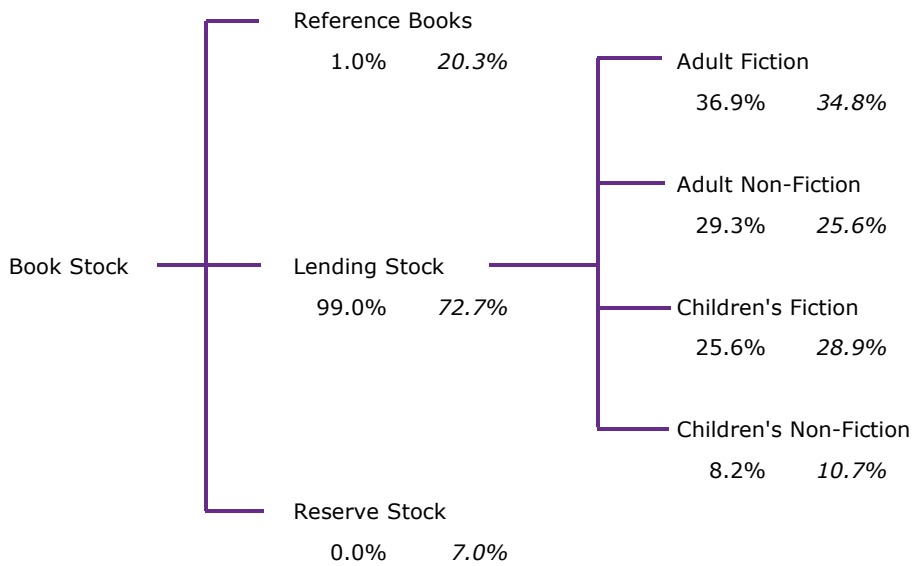 Reference Books
1.0% 20.3%
Adult Fiction
36.9% 34.8%
Adult Non-Fiction
29.3% 25.6%
Book Stock
Lending Stock
99.0% 72.7%
Children's Fiction
25.6% 28.9%
Children's Non-Fiction
8.2% 10.7%
Reserve Stock
0.0% 7.0%